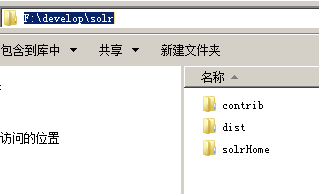 F:\develop\solr
包含到库中 共享 新建文件夹
名称
contrib
dist
solrHome
访问的位置